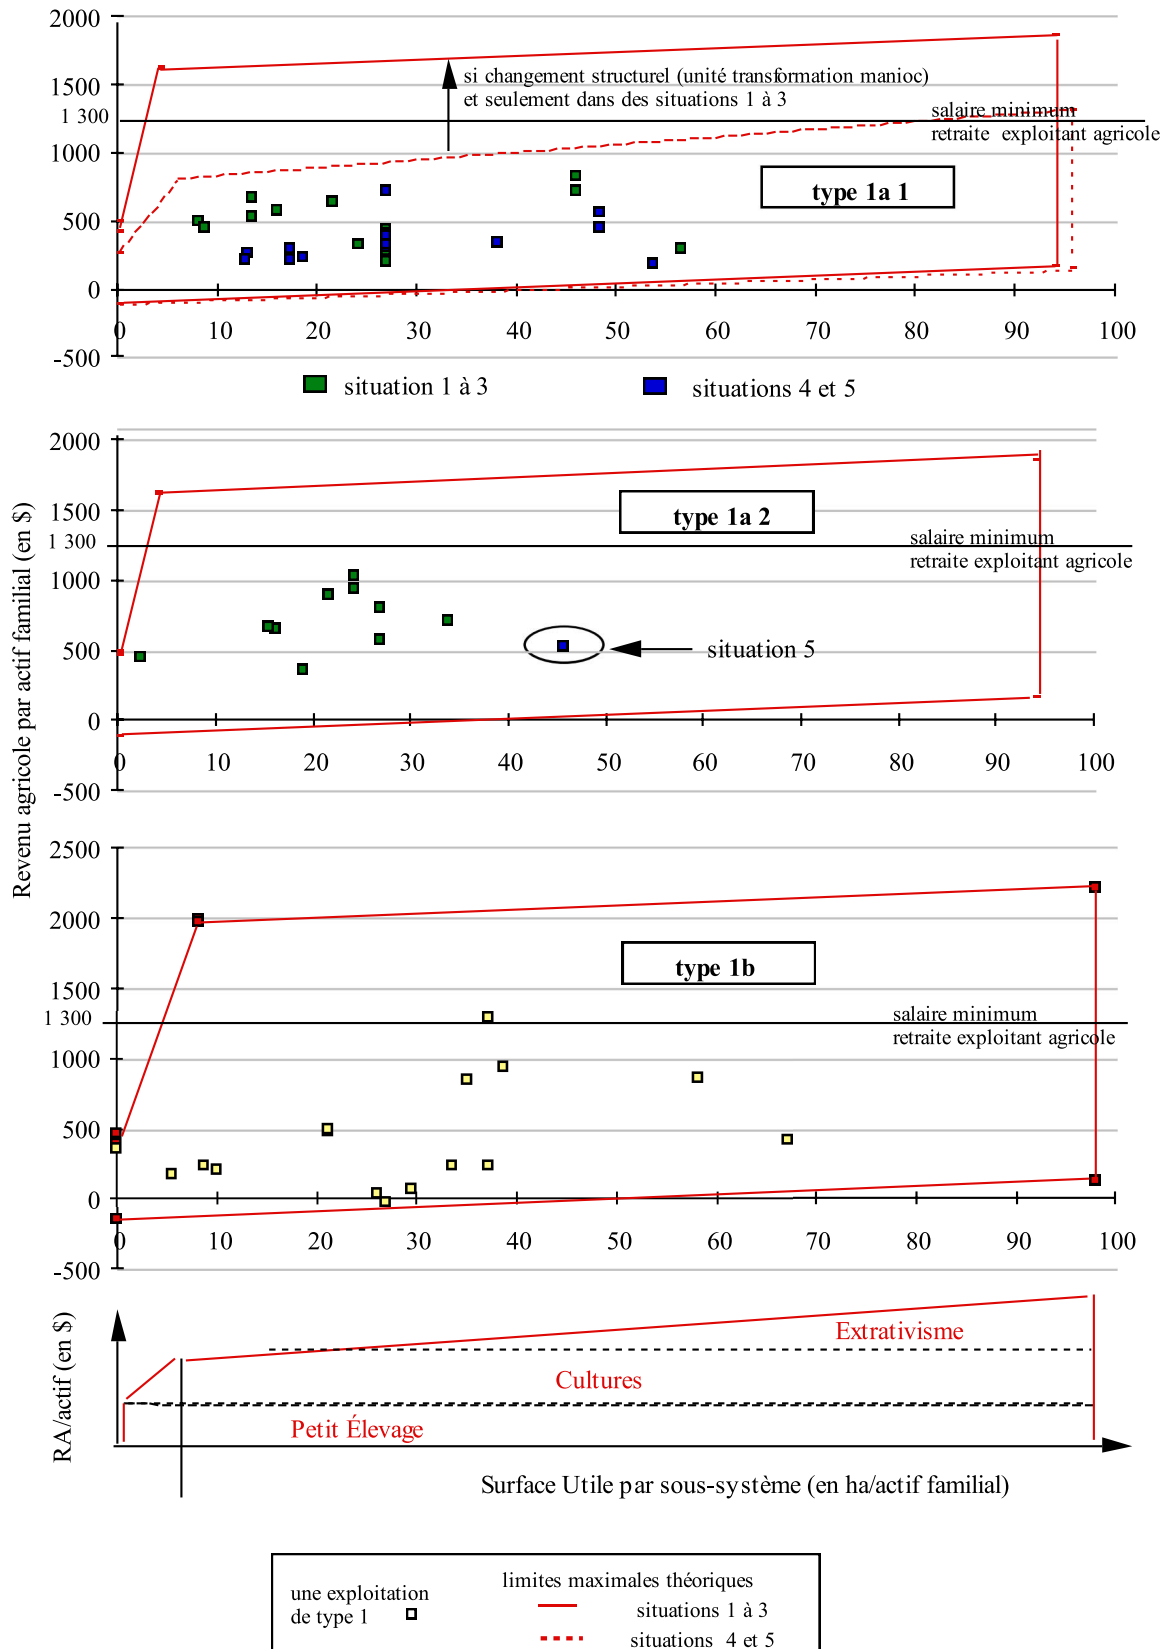 Revenu agricole par actif familial (en $)
2000
1500
1 300
1000
500
0
-500
si changement structurel (unité transformation manioc)
et seulement dans des situations 1 à 3
salaire minimum
retraite exploitant agricole
type 1a 1
0 10 20 30 40 50 60 70 80 90 100
situation 1 à 3
situations 4 et 5
2000
1500
1 300
1000
500
0
-500
type 1a 2
salaire minimum
retraite exploitant agricole
situation 5
0 10 20 30 40 50 60 70 80 90 100
2500
2000
1500
1 300
1000
500
0
-500
type 1b
salaire minimum
retraite exploitant agricole
0 10 20 30 40 50 60 70 80 90 100
RA/actif (en $)
Extrativisme
Cultures
Petit Élevage
Surface Utile par sous-système (en ha/actif familial)
une exploitation
de type 1
limites maximales théoriques
situations 1 à 3
situations 4 et 5